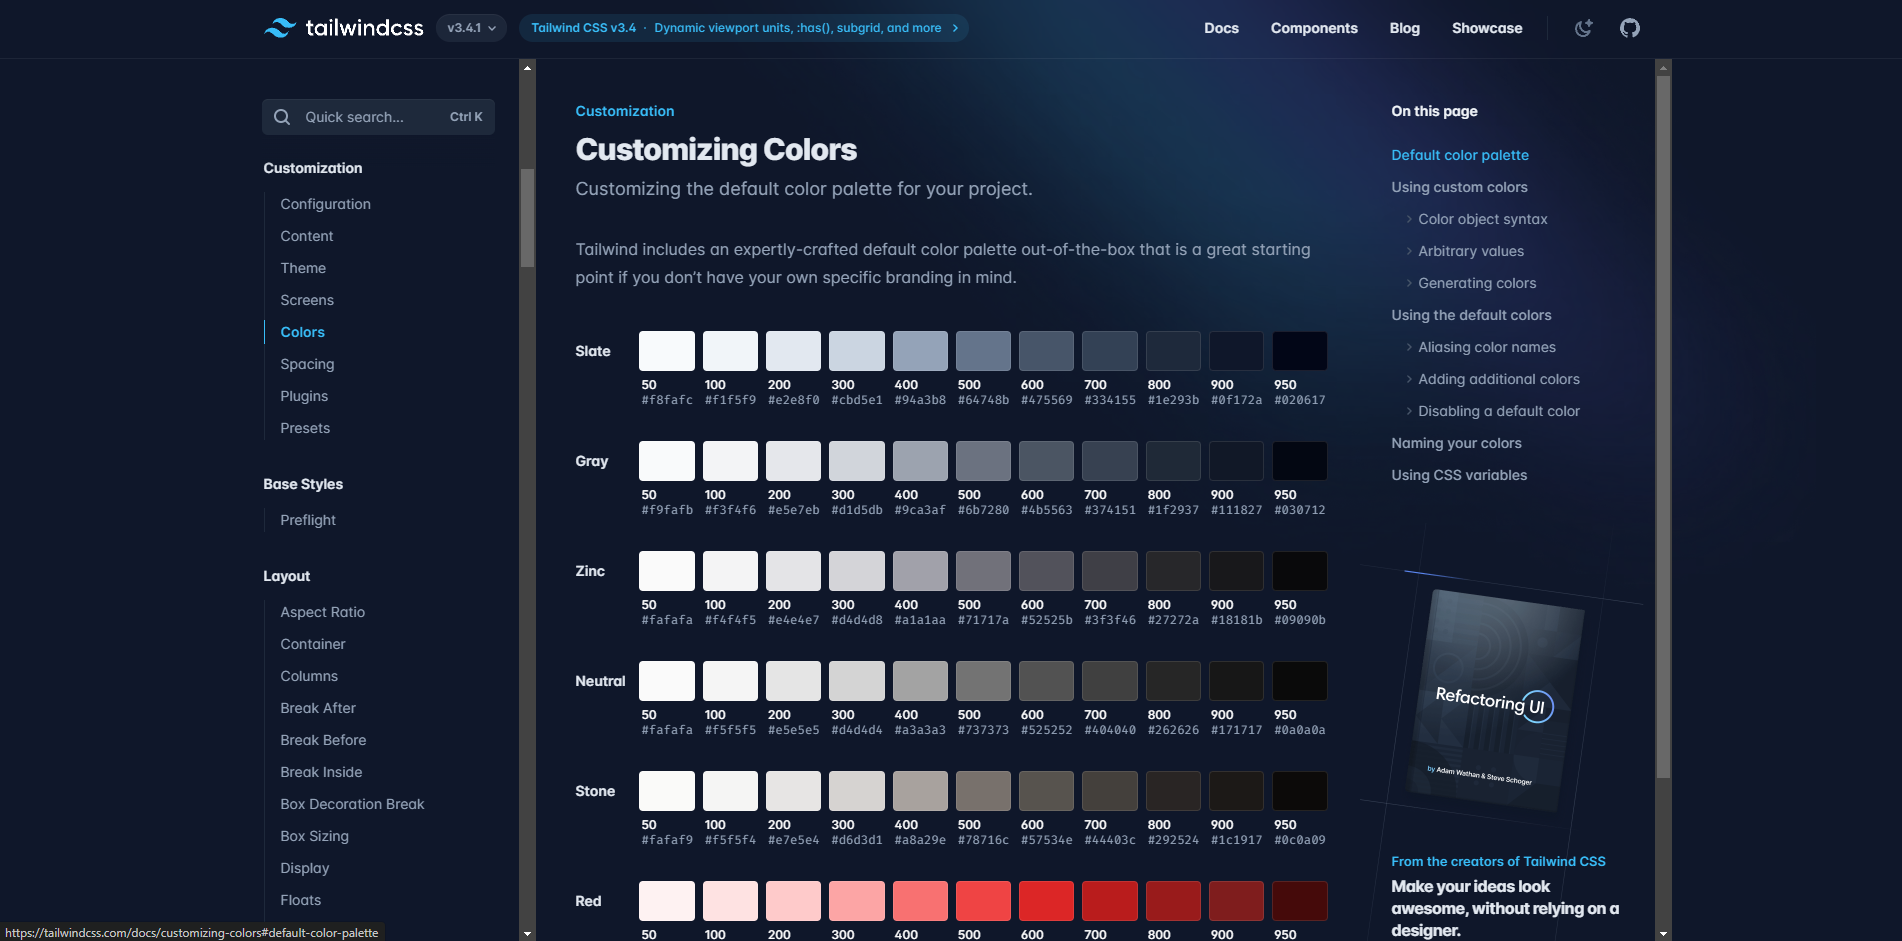 tailwindcss
v3.4.1
Tailwind CSS v3.4 · Dynamic viewport units, :has(), subgrid, and more
Docs
Components
Blog
Showcase
Quick search...
Ctrl K
Customization
Configuration
Content
Theme
Screens
Colors
Spacing
Plugins
Presets
Base Styles
Preflight
Layout
Aspect Ratio
Container
Columns
Break After
Break Before
Break Inside
Box Decoration Break
Box Sizing
Display
Floats
Customization
Customizing Colors
Customizing the default color palette for your project.
Tailwind includes an expertly-crafted default color palette out-of-the-box that is a great starting
point if you don’t have your own specific branding in mind.
Slate
50 100 200 300 400 500 600 700 800 900 950
#f8fafc #f1f5f9 #e2e8f0 #cbd5e1 #94a3b8 #64748b #475569 #334155 #1e293b #0f172a #020617
Gray
50 100 200 300 400 500 600 700 800 900 950
#f9fafb #f3f4f6 #e5e7eb #d1d5db #9ca3af #6b7280 #4b5563 #374151 #1f2937 #111827 #030712
Zinc
50 100 200 300 400 500 600 700 800 900 950
#fafafa #f4f4f5 #e4e4e7 #d4d4d8 #a1a1aa #71717a #52525b #3f3f46 #27272a #18181b #09090b
Neutral
50 100 200 300 400 500 600 700 800 900 950
#fafafa #f5f5f5 #e5e5e5 #d4d4d4 #a3a3a3 #737373 #525252 #404040 #262626 #171717 #0a0a0a
Stone
50 100 200 300 400 500 600 700 800 900 950
#fafaf9 #f5f5f4 #e7e5e4 #d6d3d1 #a8a29e #78716c #57534e #44403c #292524 #1c1917 #0c0a09
Red
50 100 200 300 400 500 600 700 800 900 950
On this page
Default color palette
Using custom colors
Color object syntax
Arbitrary values
Generating colors
Using the default colors
Aliasing color names
Adding additional colors
Disabling a default color
Naming your colors
Using CSS variables
Refactoring UI
by Adam Wathan & Steve Schoger
From the creators of Tailwind CSS
Make your ideas look
awesome, without relying on a
designer.
https://tailwindcss.com/docs/customizing-colors#default-color-palette